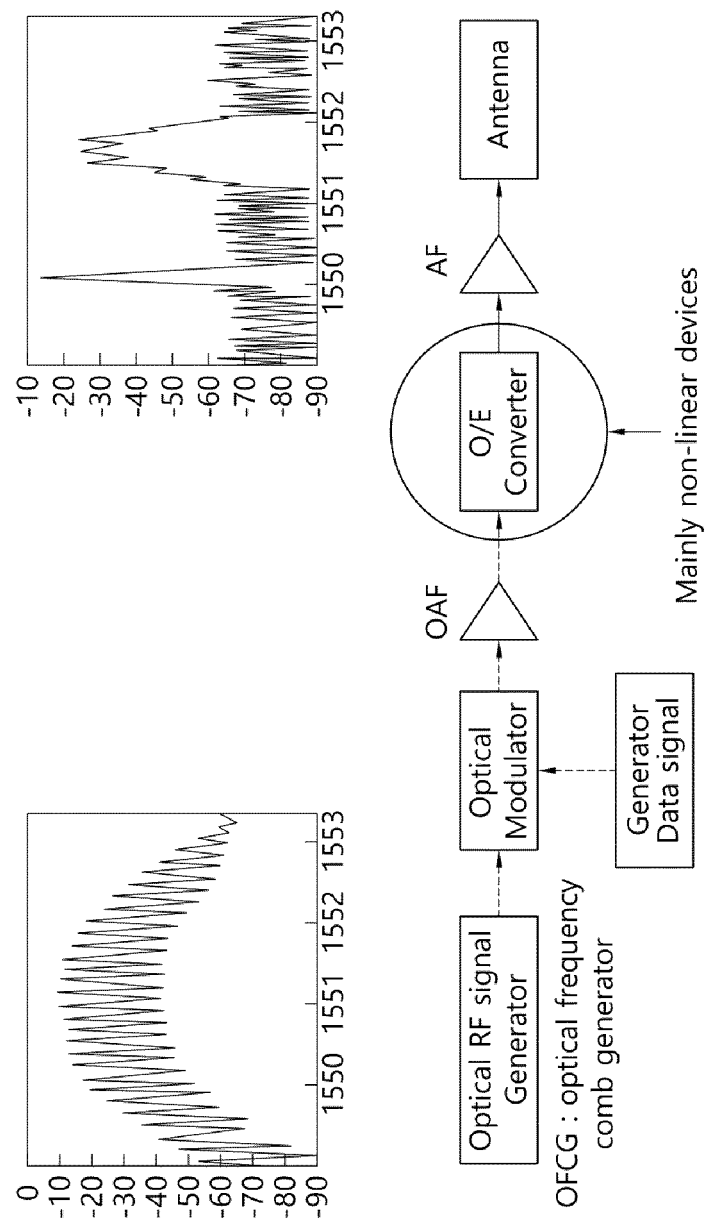 0
-10
-20
-30
-40
-50
-60
-70
-80
-90
1550
1551
1552
1553
-10
-20
-30
-40
-50
-60
-70
-80
-90
1550
1551
1552
1553
Optical RF signal
Generator
OFCG : optical frequency
comb generator
Optical
Modulator
Generator
Data signal
OAF
O/E
Converter
Mainly non-linear devices
AF
Antenna